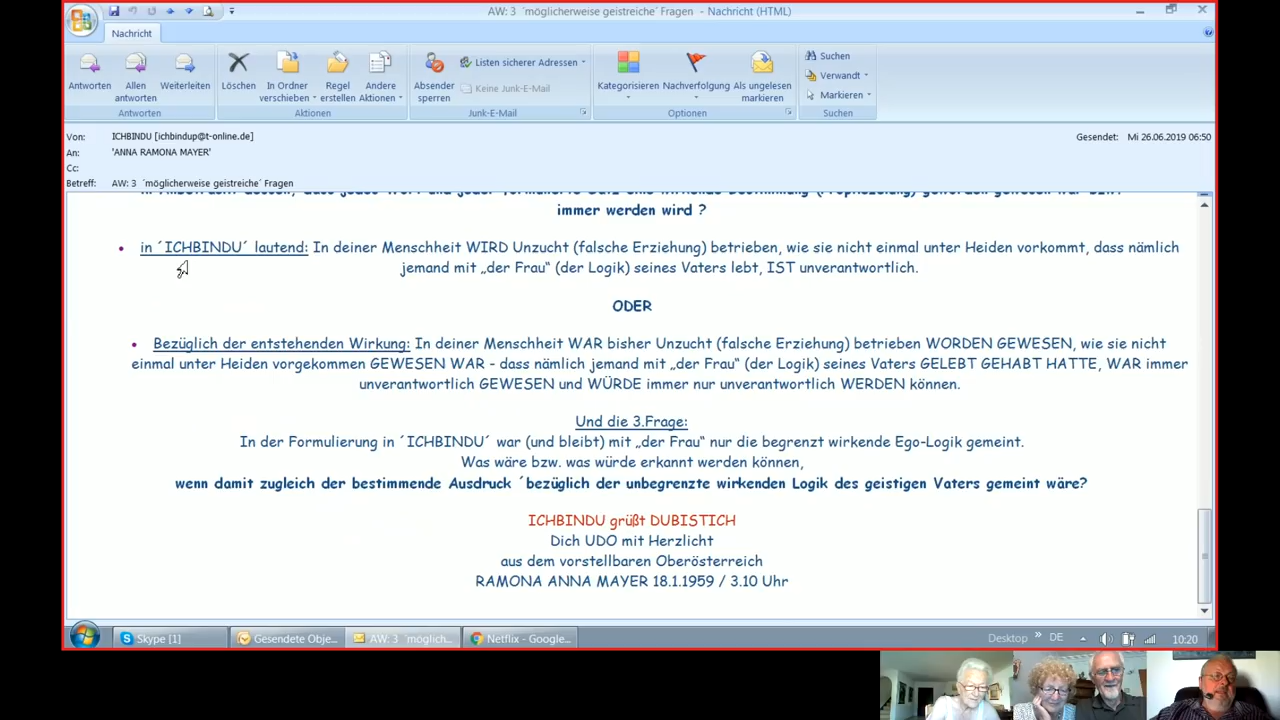 AW: 3 ´möglicherweise geistreiche´ Fragen - Nachricht (HTML)
Nachricht
Antworten
Allen antworten
Weiterleiten
Löschen
In Ordner verschieben
Regel erstellen
Andere Aktionen
Absender sperren
Listen sicherer Adressen
Keine Junk-E-Mail
Kategorisieren
Nachverfolgung
Als ungelesen markieren
Suchen
Verwandt
Markieren
Antworten
Aktionen
Junk-E-Mail
Optionen
Suchen
Von: ICHBINDU [ichbindup@t-online.de]
Gesendet: Mi 26.06.2019 06:50
An: 'ANNA RAMONA MAYER'
Cc:
Betreff: AW: 3 ´möglicherweise geistreiche´ Fragen
immer werden wird ?
• in ´ICHBINDU´ lautend: In deiner Menschheit WIRD Unzucht (falsche Erziehung) betrieben, wie sie nicht einmal unter Heiden vorkommt, dass nämlich
jemand mit „der Frau“ (der Logik) seines Vaters lebt, IST unverantwortlich.
ODER
• Bezüglich der entstehenden Wirkung: In deiner Menschheit WAR bisher Unzucht (falsche Erziehung) betrieben WORDEN GEWESEN, wie sie nicht
einmal unter Heiden vorgekommen GEWESEN WAR - dass nämlich jemand mit „der Frau“ (der Logik) seines Vaters GELEBT GEHABT HATTE, WAR immer
unverantwortlich GEWESEN und WÜRDE immer nur unverantwortlich WERDEN können.
Und die 3.Frage:
In der Formulierung in ´ICHBINDU´ war (und bleibt) mit „der Frau“ nur die begrenzt wirkende Ego-Logik gemeint.
Was wäre bzw. was würde erkannt werden können,
wenn damit zugleich der bestimmende Ausdruck ´bezüglich der unbegrenzte wirkenden Logik des geistigen Vaters gemeint wäre?
ICHBINDU grüßt DUBISTICH
Dich UDO mit Herzlicht
aus dem vorstellbaren Oberösterreich
RAMONA ANNA MAYER 18.1.1959 / 3.10 Uhr
Skype [1]
Gesendete Obje...
AW: 3 ´möglich...
Netflix - Google...
Desktop
DE
10:20